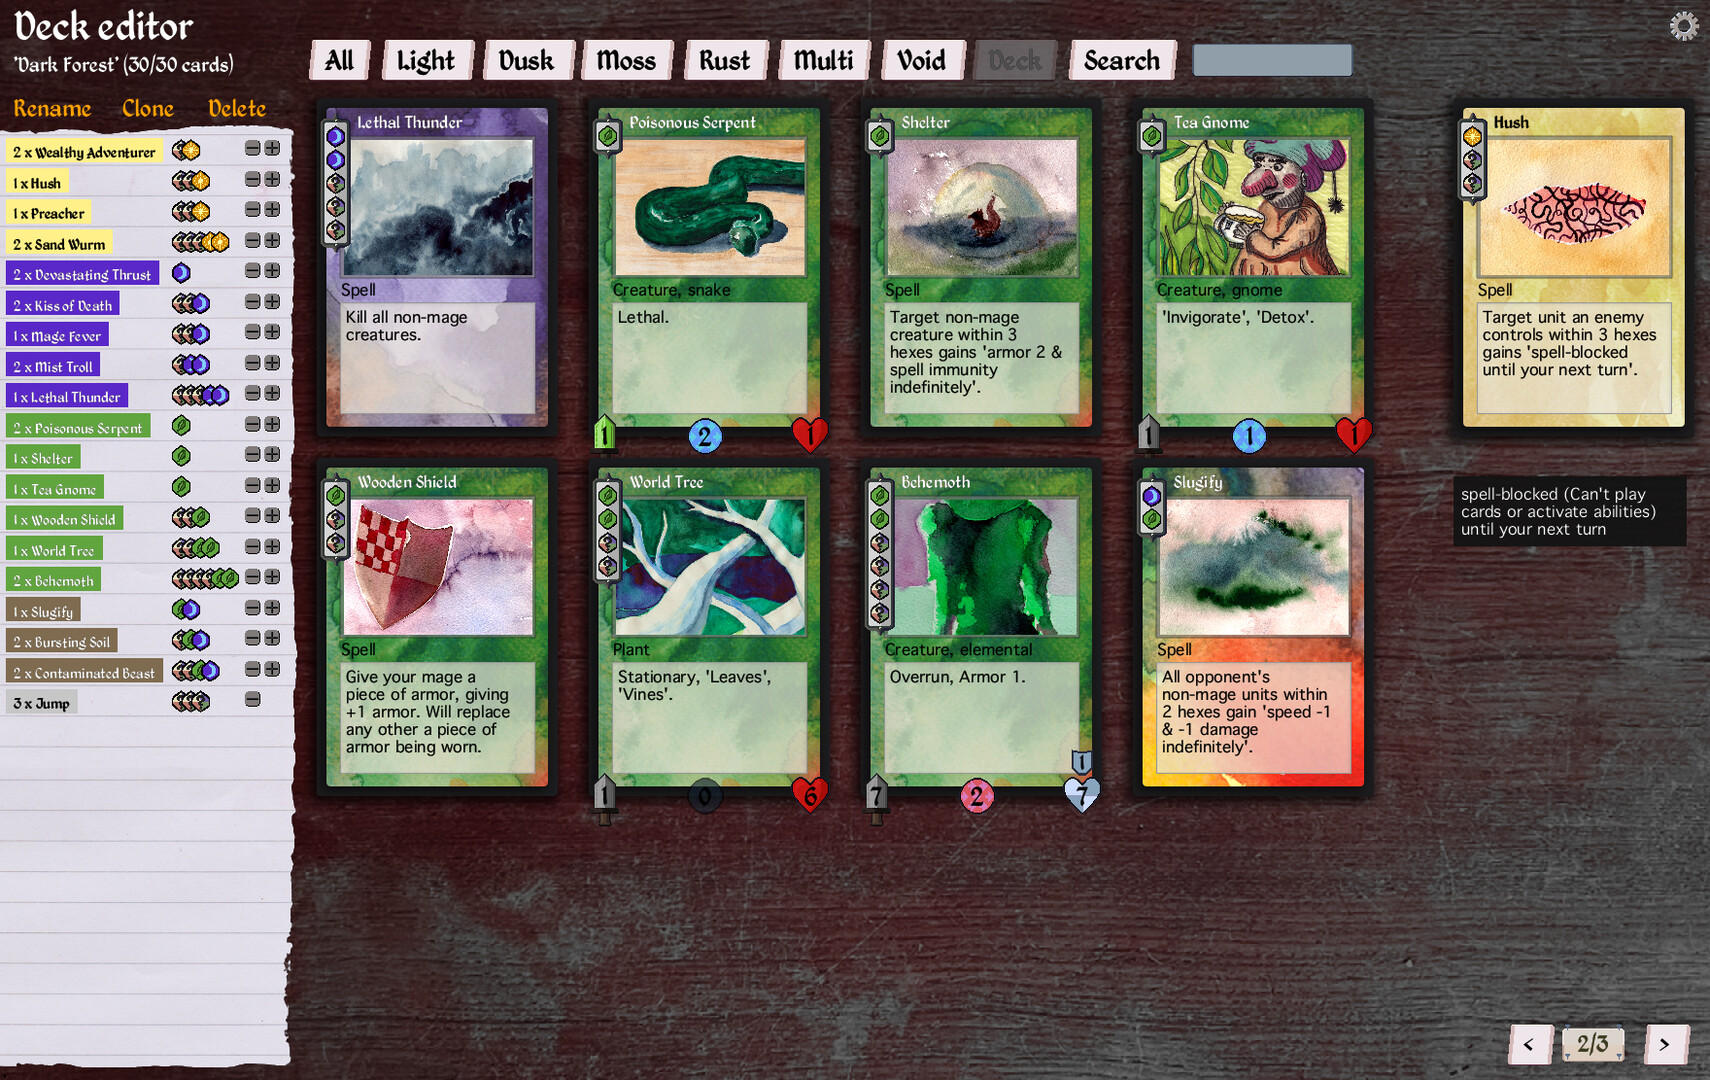 Deck editor
'Dark Forest' (30/30 cards)
Rename Clone Delete
All Light Dusk Moss Rust Multi Void Deck Search
2 x Wealthy Adventurer
1 x Hush
1 x Preacher
2 x Sand Wurm
2 x Devastating Thrust
2 x Kiss of Death
1 x Mage Fever
2 x Mist Troll
1 x Lethal Thunder
2 x Poisonous Serpent
1 x Shelter
1 x Tea Gnome
1 x Wooden Shield
1 x World Tree
2 x Behemoth
1 x Slugify
2 x Bursting Soil
2 x Contaminated Beast
3 x Jump
Lethal Thunder
Spell
Kill all non-mage
creatures.
Poisonous Serpent
Creature, snake
Lethal.
1 2 1
Shelter
Spell
Target non-mage
creature within 3
hexes gains 'armor 2 &
spell immunity
indefinitely'.
Tea Gnome
Creature, gnome
'Invigorate', 'Detox'.
1 1 1
Hush
Spell
Target unit an enemy
controls within 3 hexes
gains 'spell-blocked
until your next turn'.
spell-blocked (Can't play
cards or activate abilities)
until your next turn
Wooden Shield
Spell
Give your mage a
piece of armor, giving
+1 armor. Will replace
any other a piece of
armor being worn.
World Tree
Plant
Stationary, 'Leaves',
'Vines'.
1 0 6
Behemoth
Creature, elemental
Overrun, Armor 1.
1
7 2 7
Slugify
Spell
All opponent's
non-mage units within
2 hexes gain 'speed -1
& -1 damage
indefinitely'.
< 2/3 >